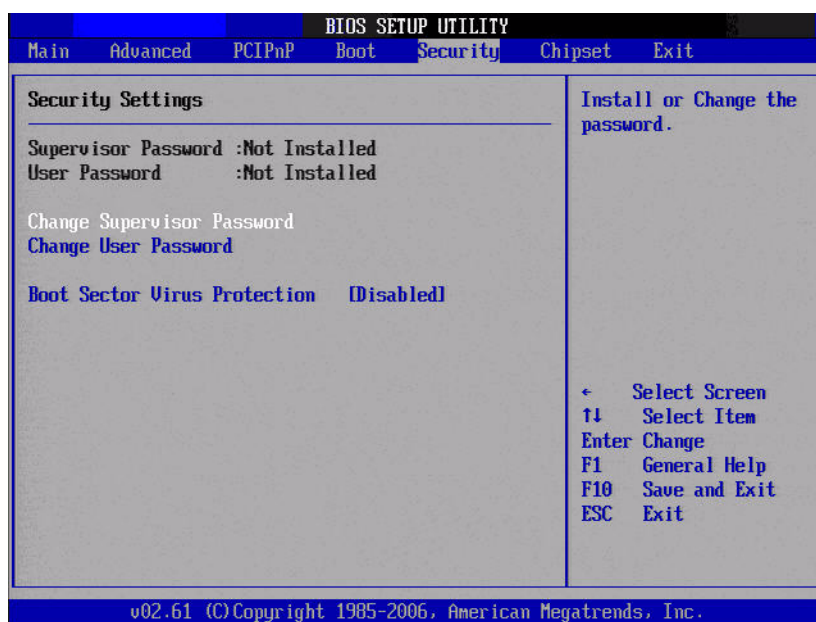 BIOS SETUP UTILITY
Main Advanced PCIPnP Boot Security Chipset Exit
Security Settings
Supervisor Password :Not Installed
User Password :Not Installed
Change Supervisor Password
Change User Password
Boot Sector Virus Protection [Disabled]
Install or Change the
password.
← Select Screen
↑↓ Select Item
Enter Change
F1 General Help
F10 Save and Exit
ESC Exit
v02.61 (C)Copyright 1985-2006, American Megatrends, Inc.